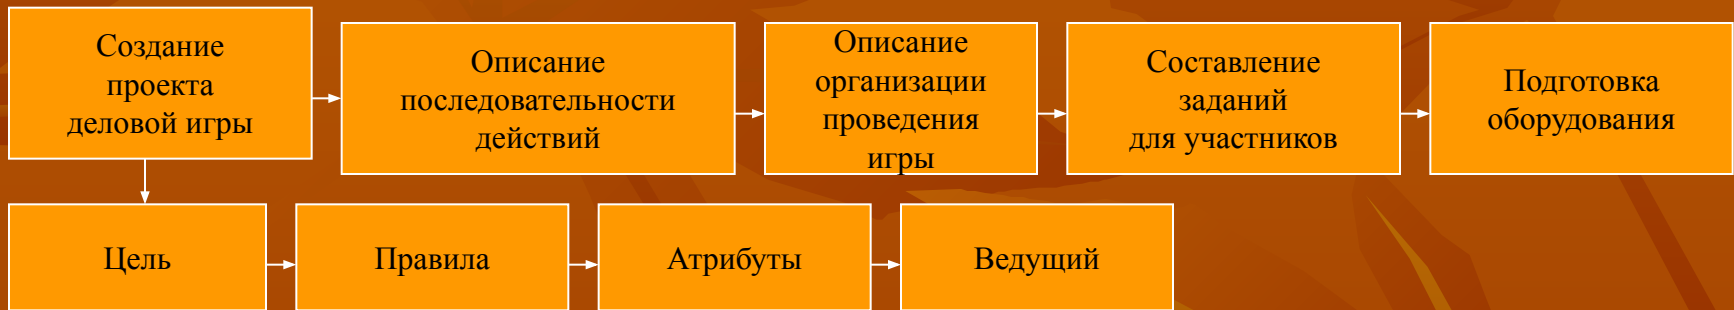 Создание
проекта
деловой игры
Описание
последовательности
действий
Описание
организации
проведения
игры
Составление
заданий
для участников
Подготовка
оборудования
Цель
Правила
Атрибуты
Ведущий